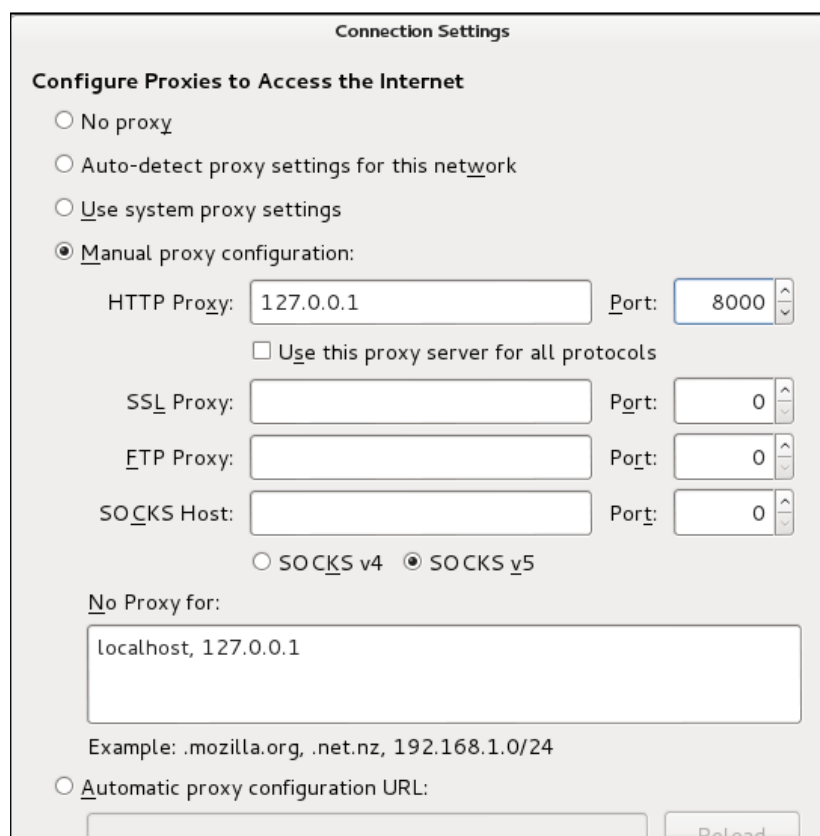 Connection Settings
Configure Proxies to Access the Internet
No proxy
Auto-detect proxy settings for this network
Use system proxy settings
Manual proxy configuration:
HTTP Proxy: 127.0.0.1 Port: 8000
Use this proxy server for all protocols
SSL Proxy: Port: 0
FTP Proxy: Port: 0
SOCKS Host: Port: 0
SOCKS v4 SOCKS v5
No Proxy for:
localhost, 127.0.0.1
Example: .mozilla.org, .net.nz, 192.168.1.0/24
Automatic proxy configuration URL:
Reload